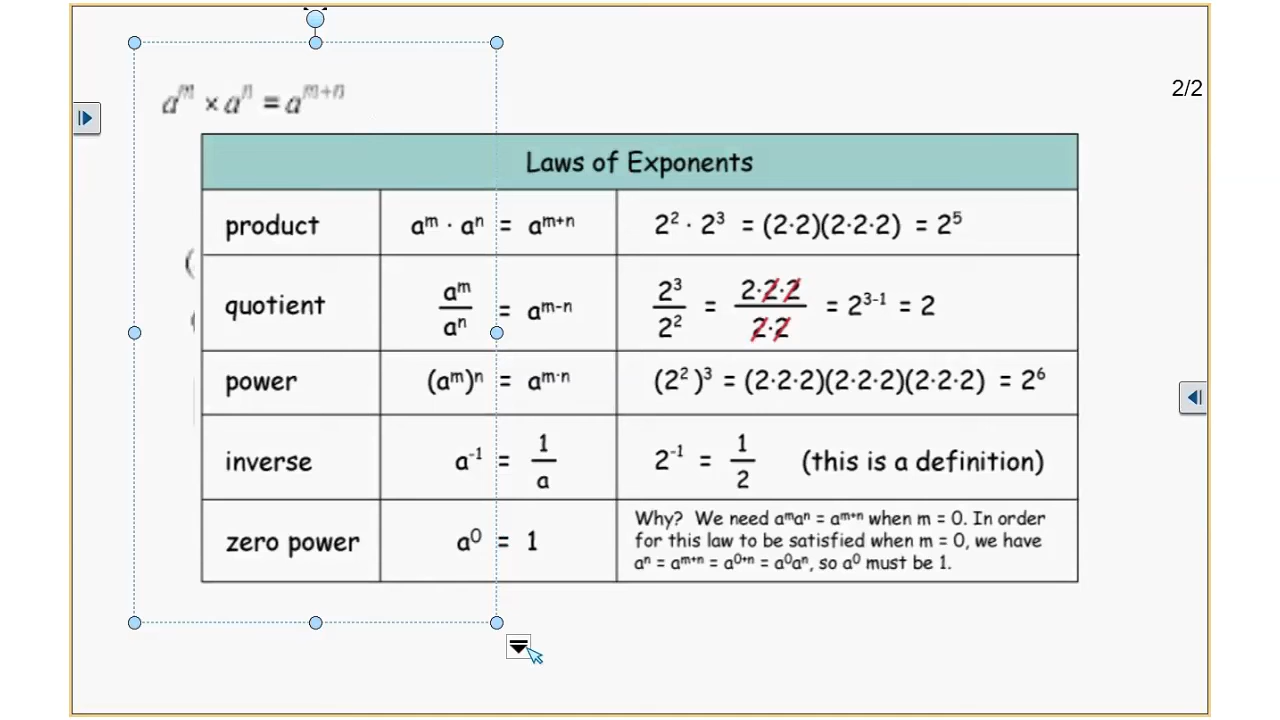 aᵐ × aⁿ = aᵐ⁺ⁿ
2/2
Laws of Exponents
product aᵐ · aⁿ = aᵐ⁺ⁿ 2² · 2³ = (2·2)(2·2·2) = 2⁵
quotient aᵐ/aⁿ = aᵐ⁻ⁿ 2³/2² = 2·2·2/2·2 = 2³⁻¹ = 2
power (aᵐ)ⁿ = aᵐ˙ⁿ (2²)³ = (2·2·2)(2·2·2)(2·2·2) = 2⁶
inverse a⁻¹ = 1/a 2⁻¹ = 1/2 (this is a definition)
zero power a⁰ = 1
Why? We need aᵐaⁿ = aᵐ⁺ⁿ when m = 0. In order
for this law to be satisfied when m = 0, we have
aⁿ = aᵐ⁺ⁿ = a⁰⁺ⁿ = a⁰aⁿ, so a⁰ must be 1.